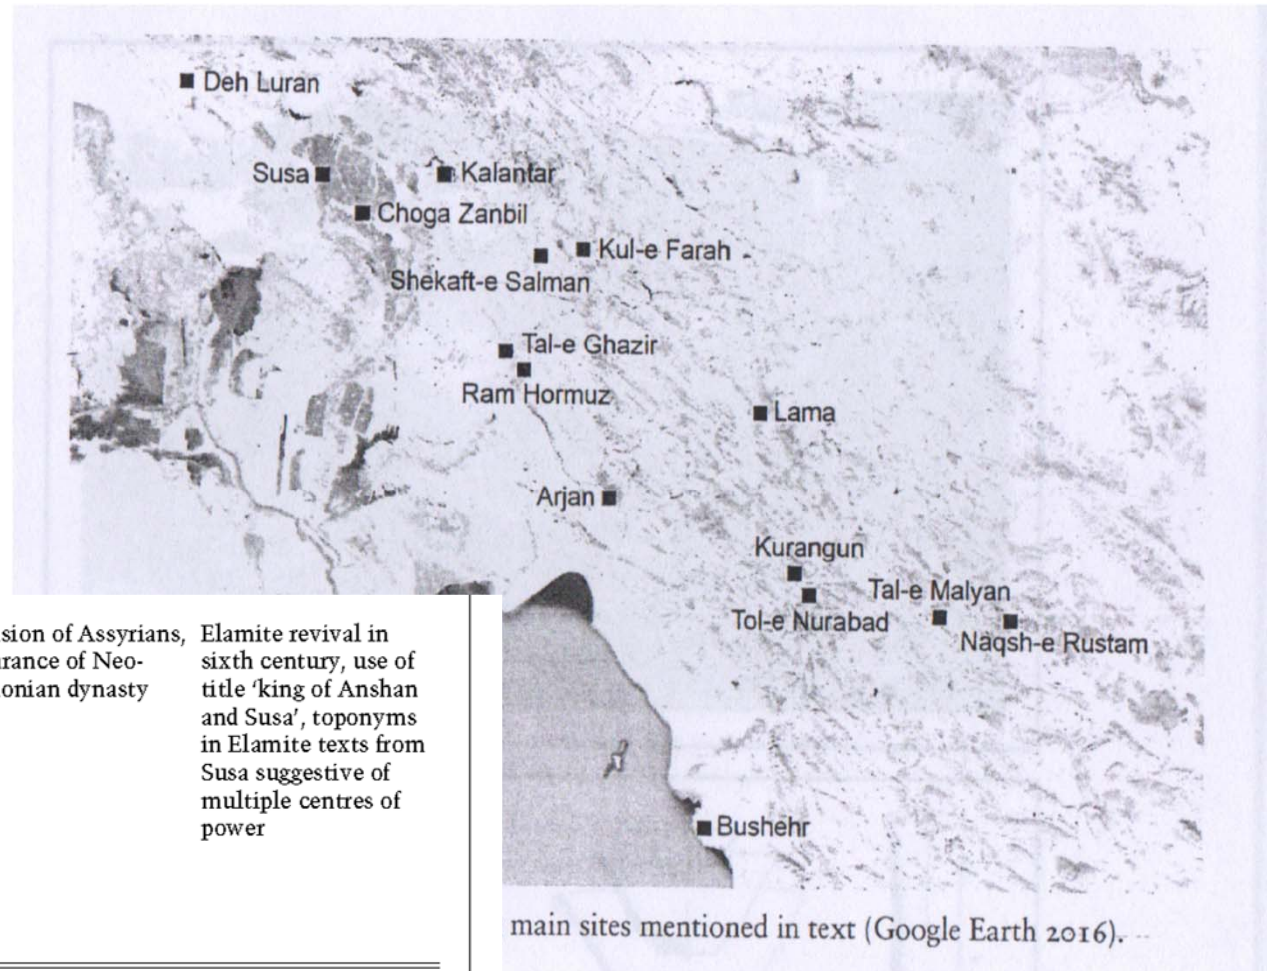 Deh Luran
Susa
Kalantar
Choga Zanbil
Kul-e Farah
Shekaft-e Salman
Tal-e Ghazir
Ram Hormuz
Lama
Arjan
Kurangun
Tal-e Malyan
Tol-e Nurabad
Naqsh-e Rustam
Bushehr
sion of Assyrians,
rance of Neo-
onian dynasty
Elamite revival in
sixth century, use of
title ‘king of Anshan
and Susa’, toponyms
in Elamite texts from
Susa suggestive of
multiple centres of
power
main sites mentioned in text (Google Earth 2016).